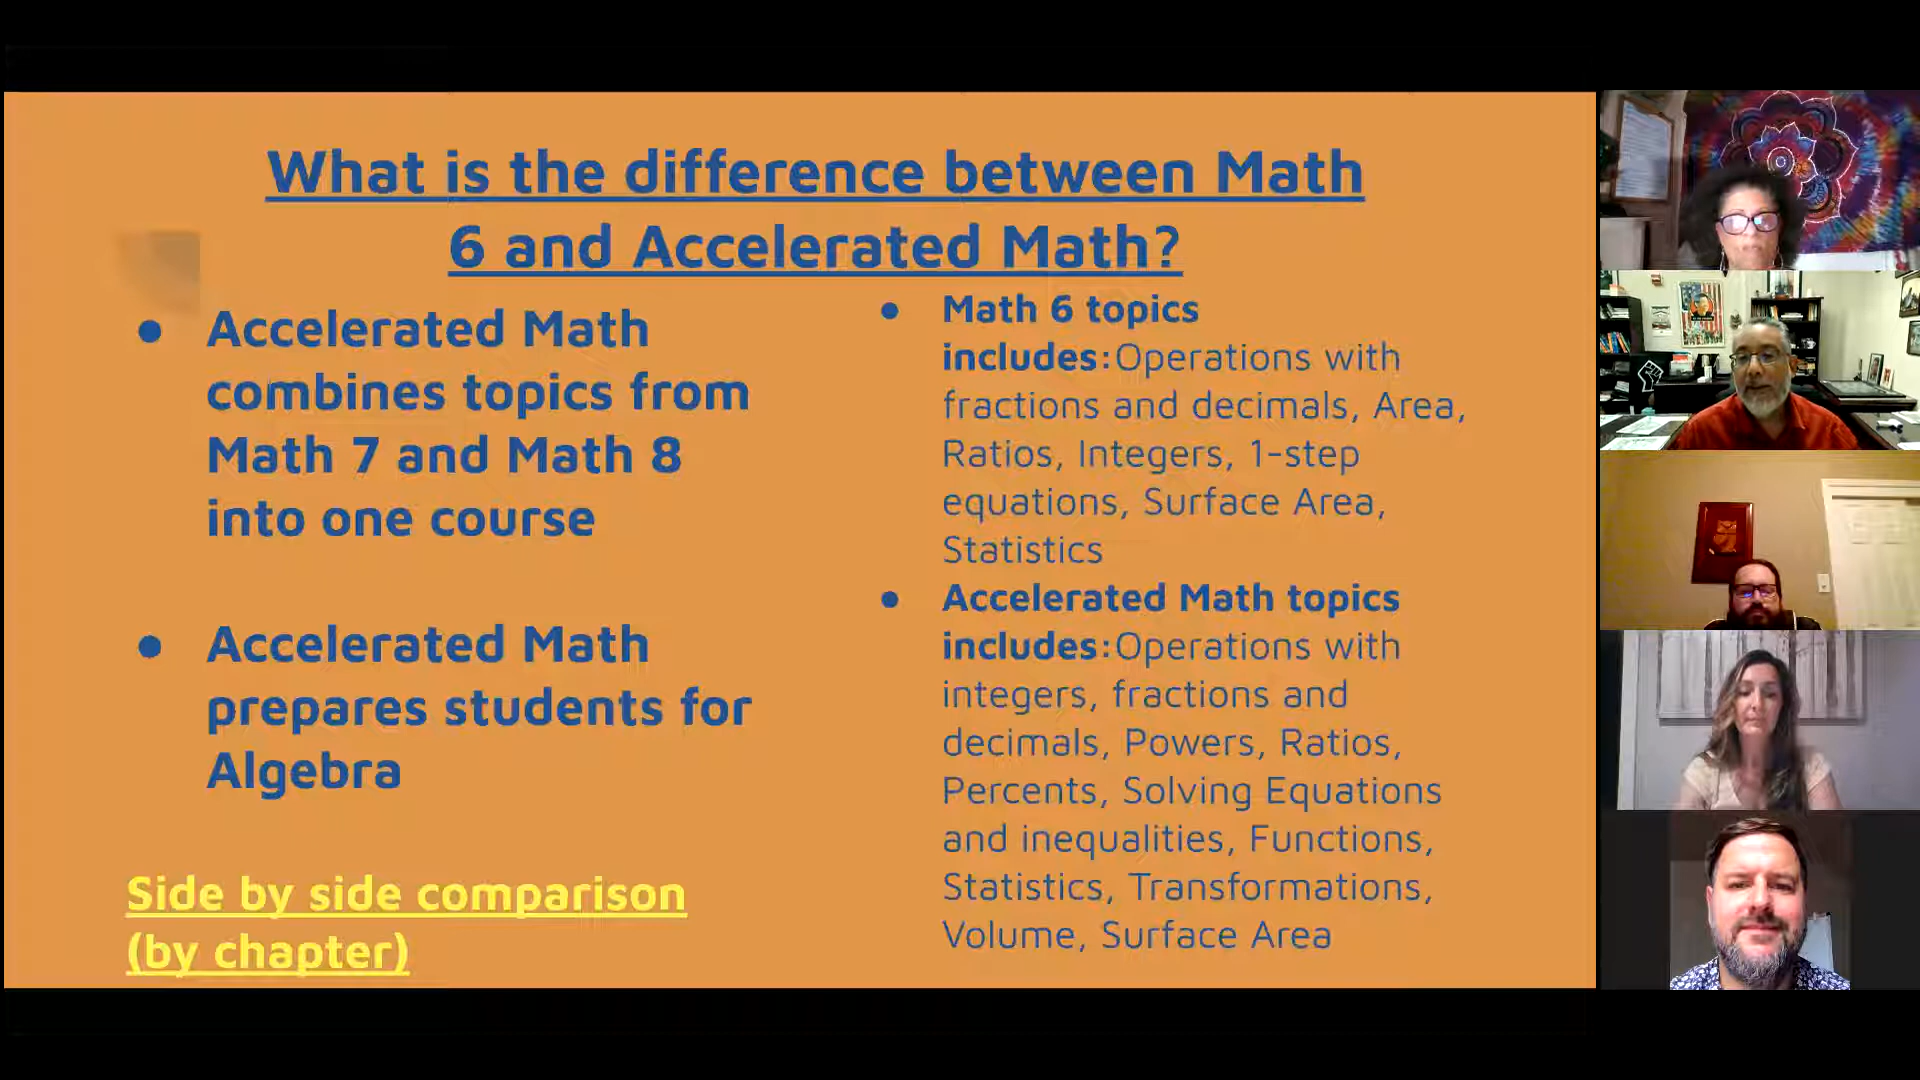 What is the difference between Math
6 and Accelerated Math?
Accelerated Math
combines topics from
Math 7 and Math 8
into one course
Accelerated Math
prepares students for
Algebra
Side by side comparison
(by chapter)
Math 6 topics
includes:Operations with
fractions and decimals, Area,
Ratios, Integers, 1-step
equations, Surface Area,
Statistics
Accelerated Math topics
includes:Operations with
integers, fractions and
decimals, Powers, Ratios,
Percents, Solving Equations
and inequalities, Functions,
Statistics, Transformations,
Volume, Surface Area